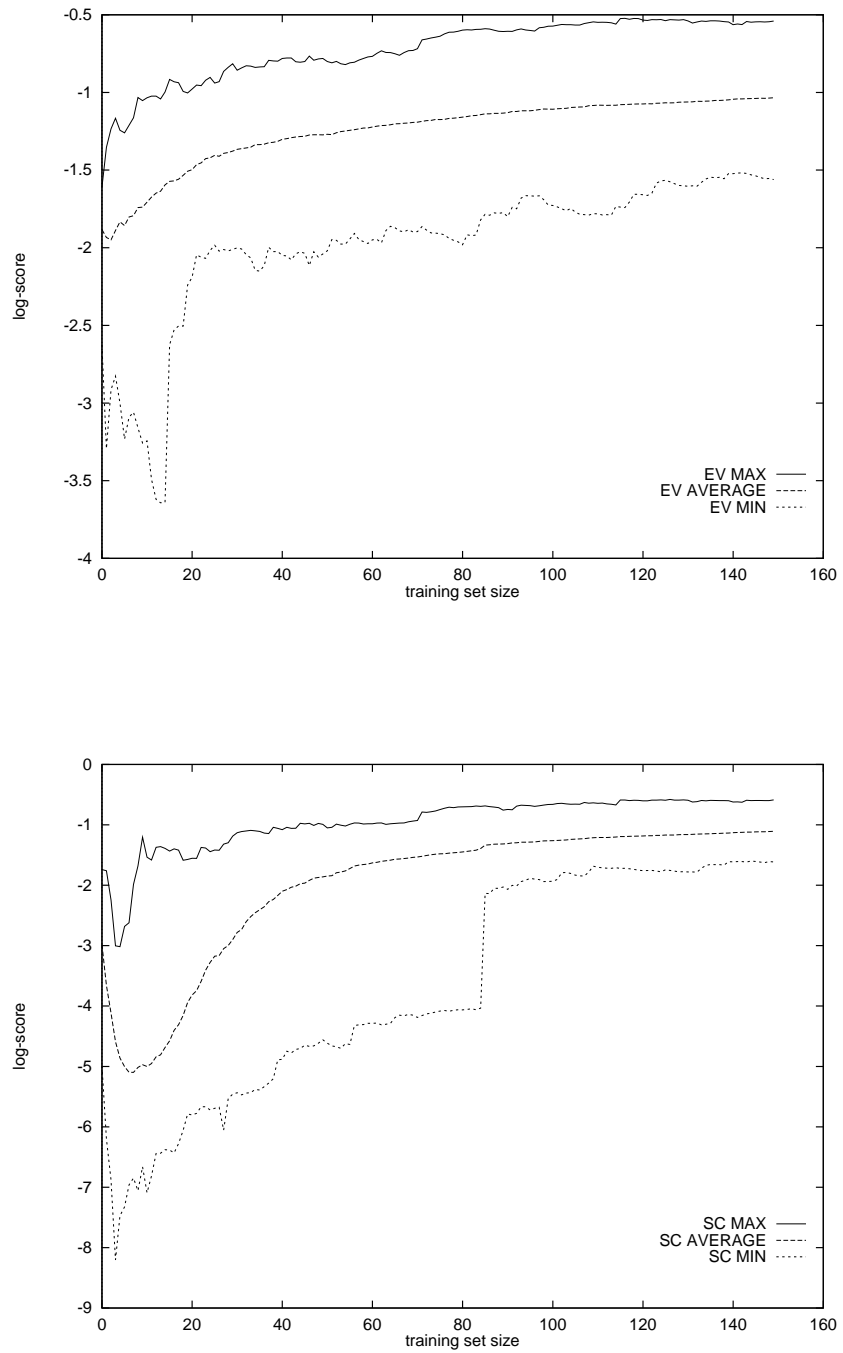 -0.5
-1
-1.5
-2
-2.5
-3
-3.5
-4
log-score
0 20 40 60 80 100 120 140 160
training set size
EV MAX
EV AVERAGE
EV MIN
0
-1
-2
-3
-4
-5
-6
-7
-8
-9
log-score
0 20 40 60 80 100 120 140 160
training set size
SC MAX
SC AVERAGE
SC MIN